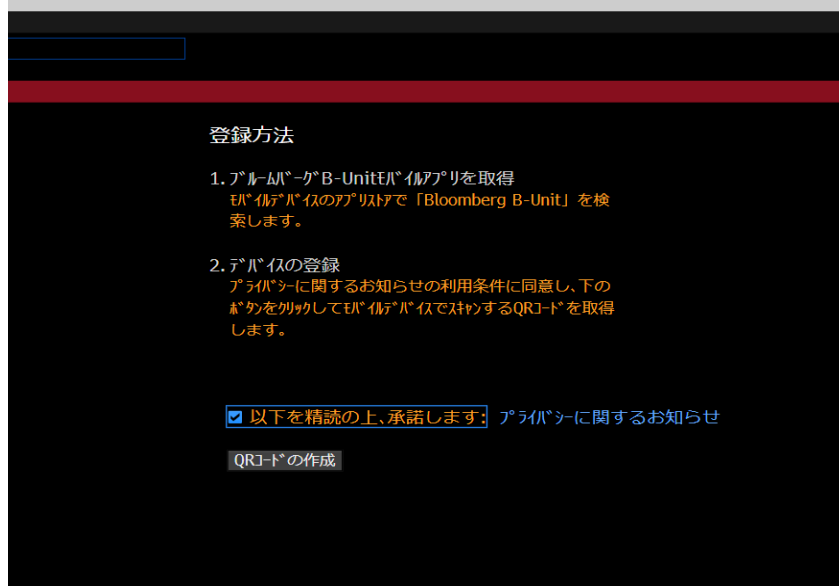 登録方法
1. ﾌﾞﾙｰﾑﾊﾞｰｸﾞB-Unitﾓﾊﾞｲﾙｱﾌﾟﾘを取得
ﾓﾊﾞｲﾙﾃﾞﾊﾞｲｽのｱﾌﾟﾘｽﾄｱで「Bloomberg B-Unit」を検
索します。
2. ﾃﾞﾊﾞｲｽの登録
ﾌﾟﾗｲﾊﾞｼｰに関するお知らせの利用条件に同意し､下の
ﾎﾞﾀﾝをｸﾘｯｸしてﾓﾊﾞｲﾙﾃﾞﾊﾞｲｽでｽｷｬﾝするQRｺｰﾄﾞを取得
します。
以下を精読の上､承諾します: ﾌﾟﾗｲﾊﾞｼｰに関するお知らせ
QRｺｰﾄﾞの作成